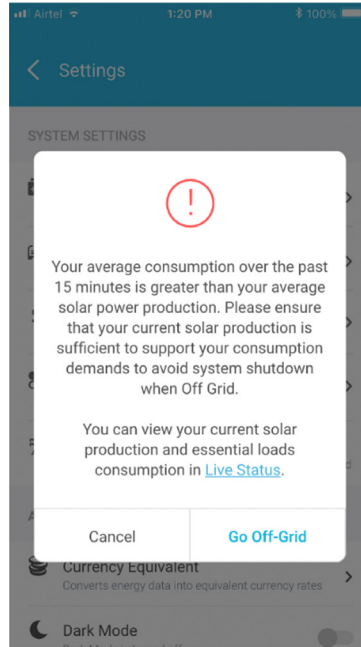 Airtel
1:20 PM
100%
Settings
SYSTEM SETTINGS
!
Your average consumption over the past
15 minutes is greater than your average
solar power production. Please ensure
that your current solar production is
sufficient to support your consumption
demands to avoid system shutdown
when Off Grid.
You can view your current solar
production and essential loads
consumption in Live Status.
Cancel
Go Off-Grid
Currency Equivalent
Converts energy data into equivalent currency rates
Dark Mode